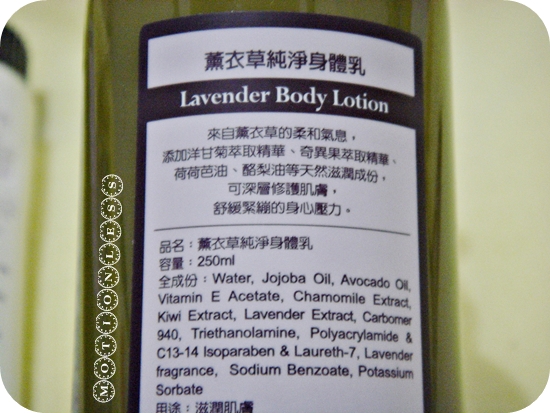 薰衣草純淨身體乳
Lavender Body Lotion
來自薰衣草的柔和氣息，
添加洋甘菊萃取精華、奇異果萃取精華、
荷荷芭油、酪梨油等天然滋潤成份，
可深層修護肌膚，
舒緩緊繃的身心壓力。
品名：薰衣草純淨身體乳
容量：250ml
全成份：Water, Jojoba Oil, Avocado Oil,
Vitamin E Acetate, Chamomile Extract,
Kiwi Extract, Lavender Extract, Carbomer
940, Triethanolamine, Polyacrylamide &
C13-14 Isoparaben & Laureth-7, Lavender
fragrance, Sodium Benzoate, Potassium
Sorbate
用途：滋潤肌膚
MOTIONLESS